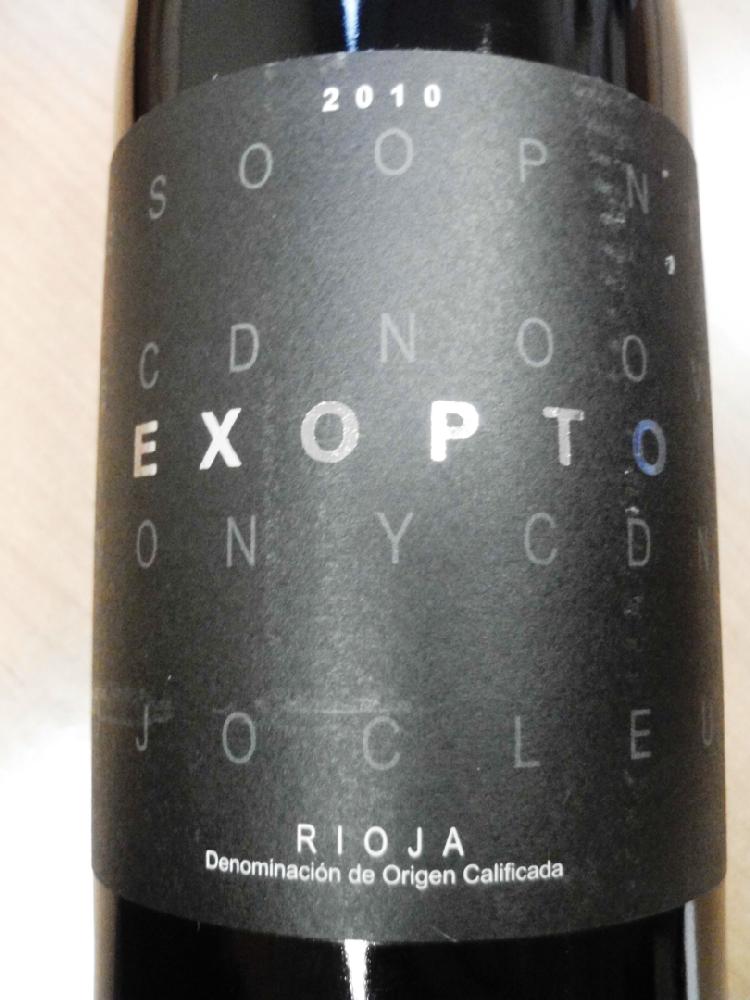 2010
S O O P N
C D N O O
EXOPTO
O N Y C D N
J O C L E U
RIOJA
Denominación de Origen Calificada